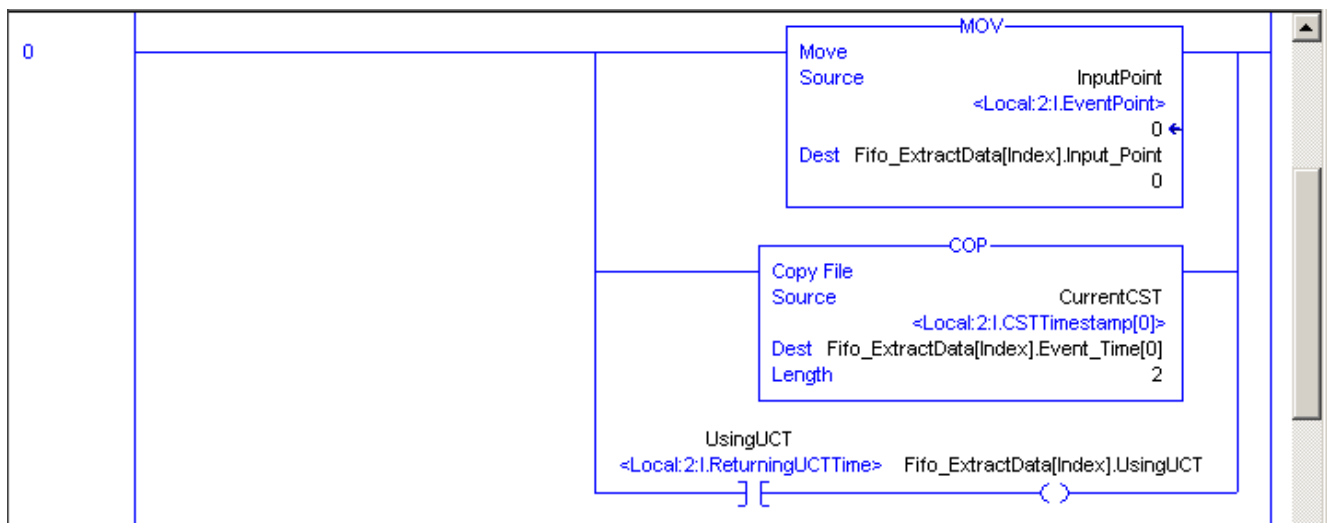 0
MOV
Move
Source InputPoint
<Local:2:I.EventPoint>
0
Dest Fifo_ExtractData[Index].Input_Point
0
COP
Copy File
Source CurrentCST
<Local:2:I.CSTTimestamp[0]>
Dest Fifo_ExtractData[Index].Event_Time[0]
Length 2
UsingUCT
<Local:2:I.ReturningUCTTime> Fifo_ExtractData[Index].UsingUCT